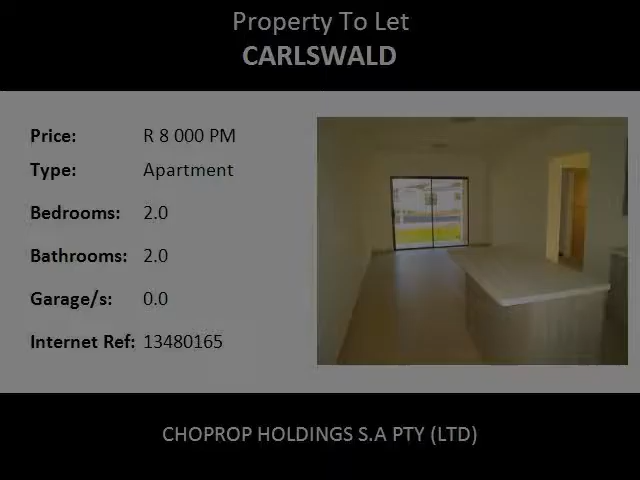 Property To Let
CARLSWALD
Price: R 8 000 PM
Type: Apartment
Bedrooms: 2.0
Bathrooms: 2.0
Garage/s: 0.0
Internet Ref: 13480165
CHOPROP HOLDINGS S.A PTY (LTD)